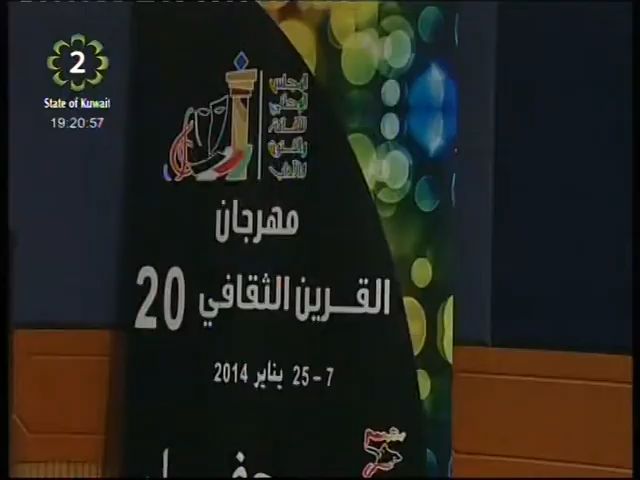 2
State of Kuwait
19:20:57
المجلس
الوطني
للثقافة
والفنون
والآداب
مهرجان
القرين الثقافي 20
7 - 25 يناير 2014